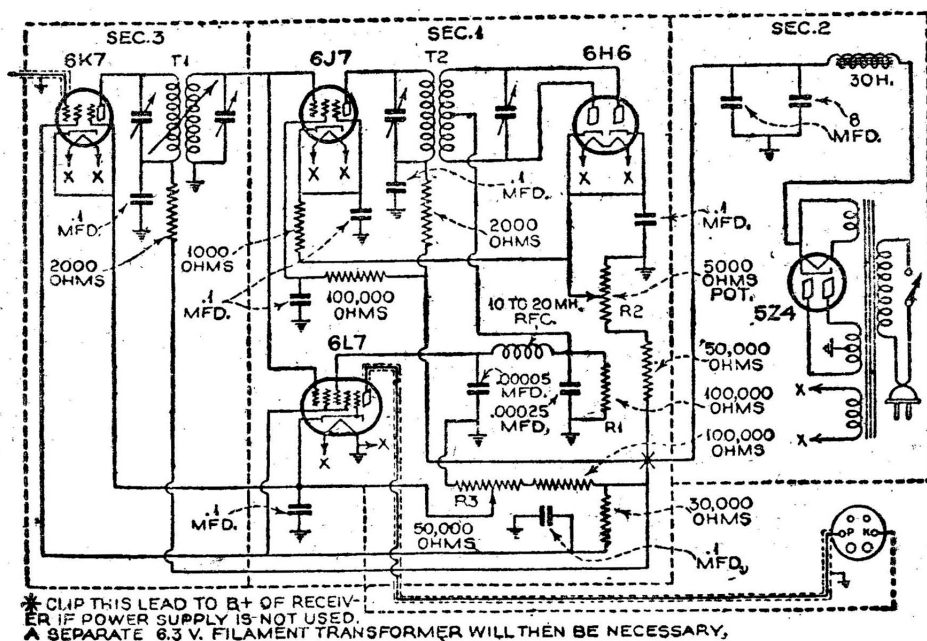 SEC.3
SEC.1
SEC.2
6K7
T1
6J7
T2
6H6
30 H.
8
MFD.
X
X
X
X
X
X
.1
MFD.
.1
MFD.
.1
MFD.
2000
OHMS
1000
OHMS
2000
OHMS
5000
OHMS
POT.
R2
5Z4
.1
MFD.
100,000
OHMS
10 TO 20 MH.
RFC.
50,000
OHMS
6L7
.00005
MFD.
.00025
MFD,
R1
100,000
OHMS
100,000
OHMS
X
X
X
X
R3
.1
MFD.
50,000
OHMS
30,000
OHMS
.1
MFD,
P K
※ CLIP THIS LEAD TO B+ OF RECEIV-
ER IF POWER SUPPLY IS NOT USED.
A SEPARATE 6.3 V. FILAMENT TRANSFORMER WILL THEN BE NECESSARY,